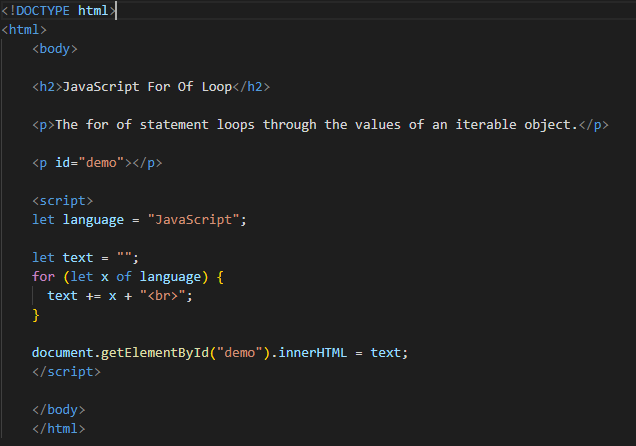 <!DOCTYPE html>
<html>
<body>
<h2>JavaScript For Of Loop</h2>
<p>The for of statement loops through the values of an iterable object.</p>
<p id="demo"></p>
<script>
let language = "JavaScript";
let text = "";
for (let x of language) {
text += x + "<br>";
}
document.getElementById("demo").innerHTML = text;
</script>
</body>
</html>